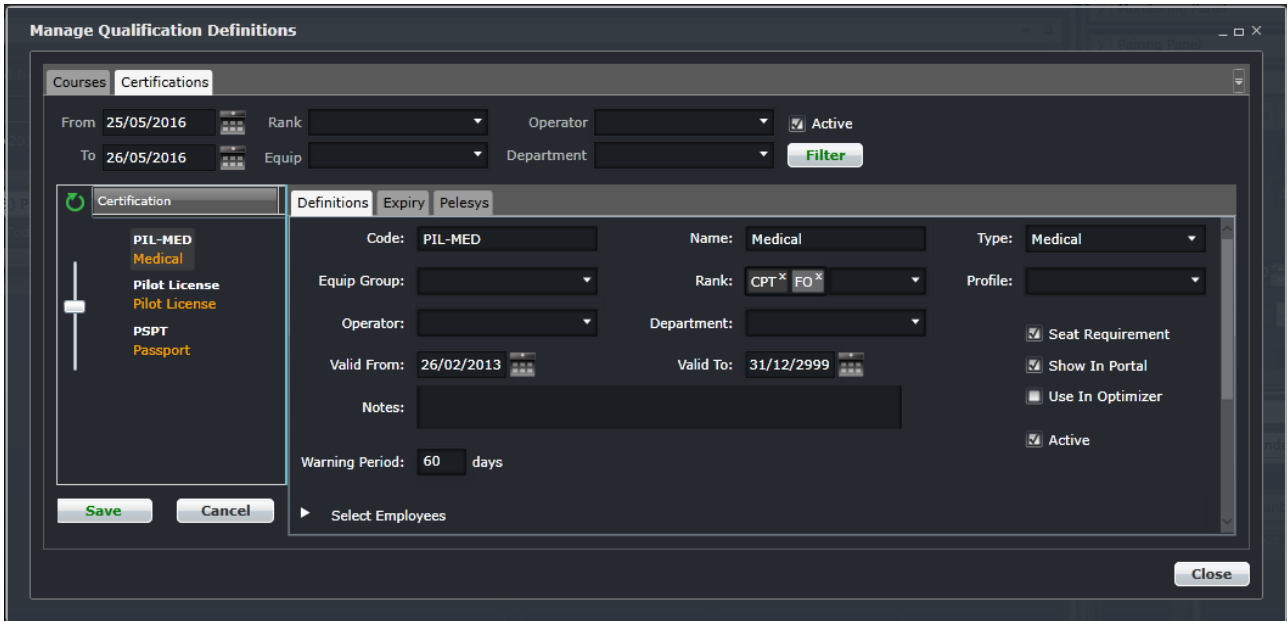 Manage Qualification Definitions
Courses Certifications
From 25/05/2016 Rank Operator Active
To 26/05/2016 Equip Department Filter
Certification
PIL-MED
Medical
Pilot License
Pilot License
PSPT
Passport
Save Cancel
Definitions Expiry Pelesys
Code: PIL-MED Name: Medical Type: Medical
Equip Group: Rank: CPT x FO x Profile:
Operator: Department: Seat Requirement
Valid From: 26/02/2013 Valid To: 31/12/2999 Show In Portal
Notes: Use In Optimizer
Active
Warning Period: 60 days
Select Employees
Close